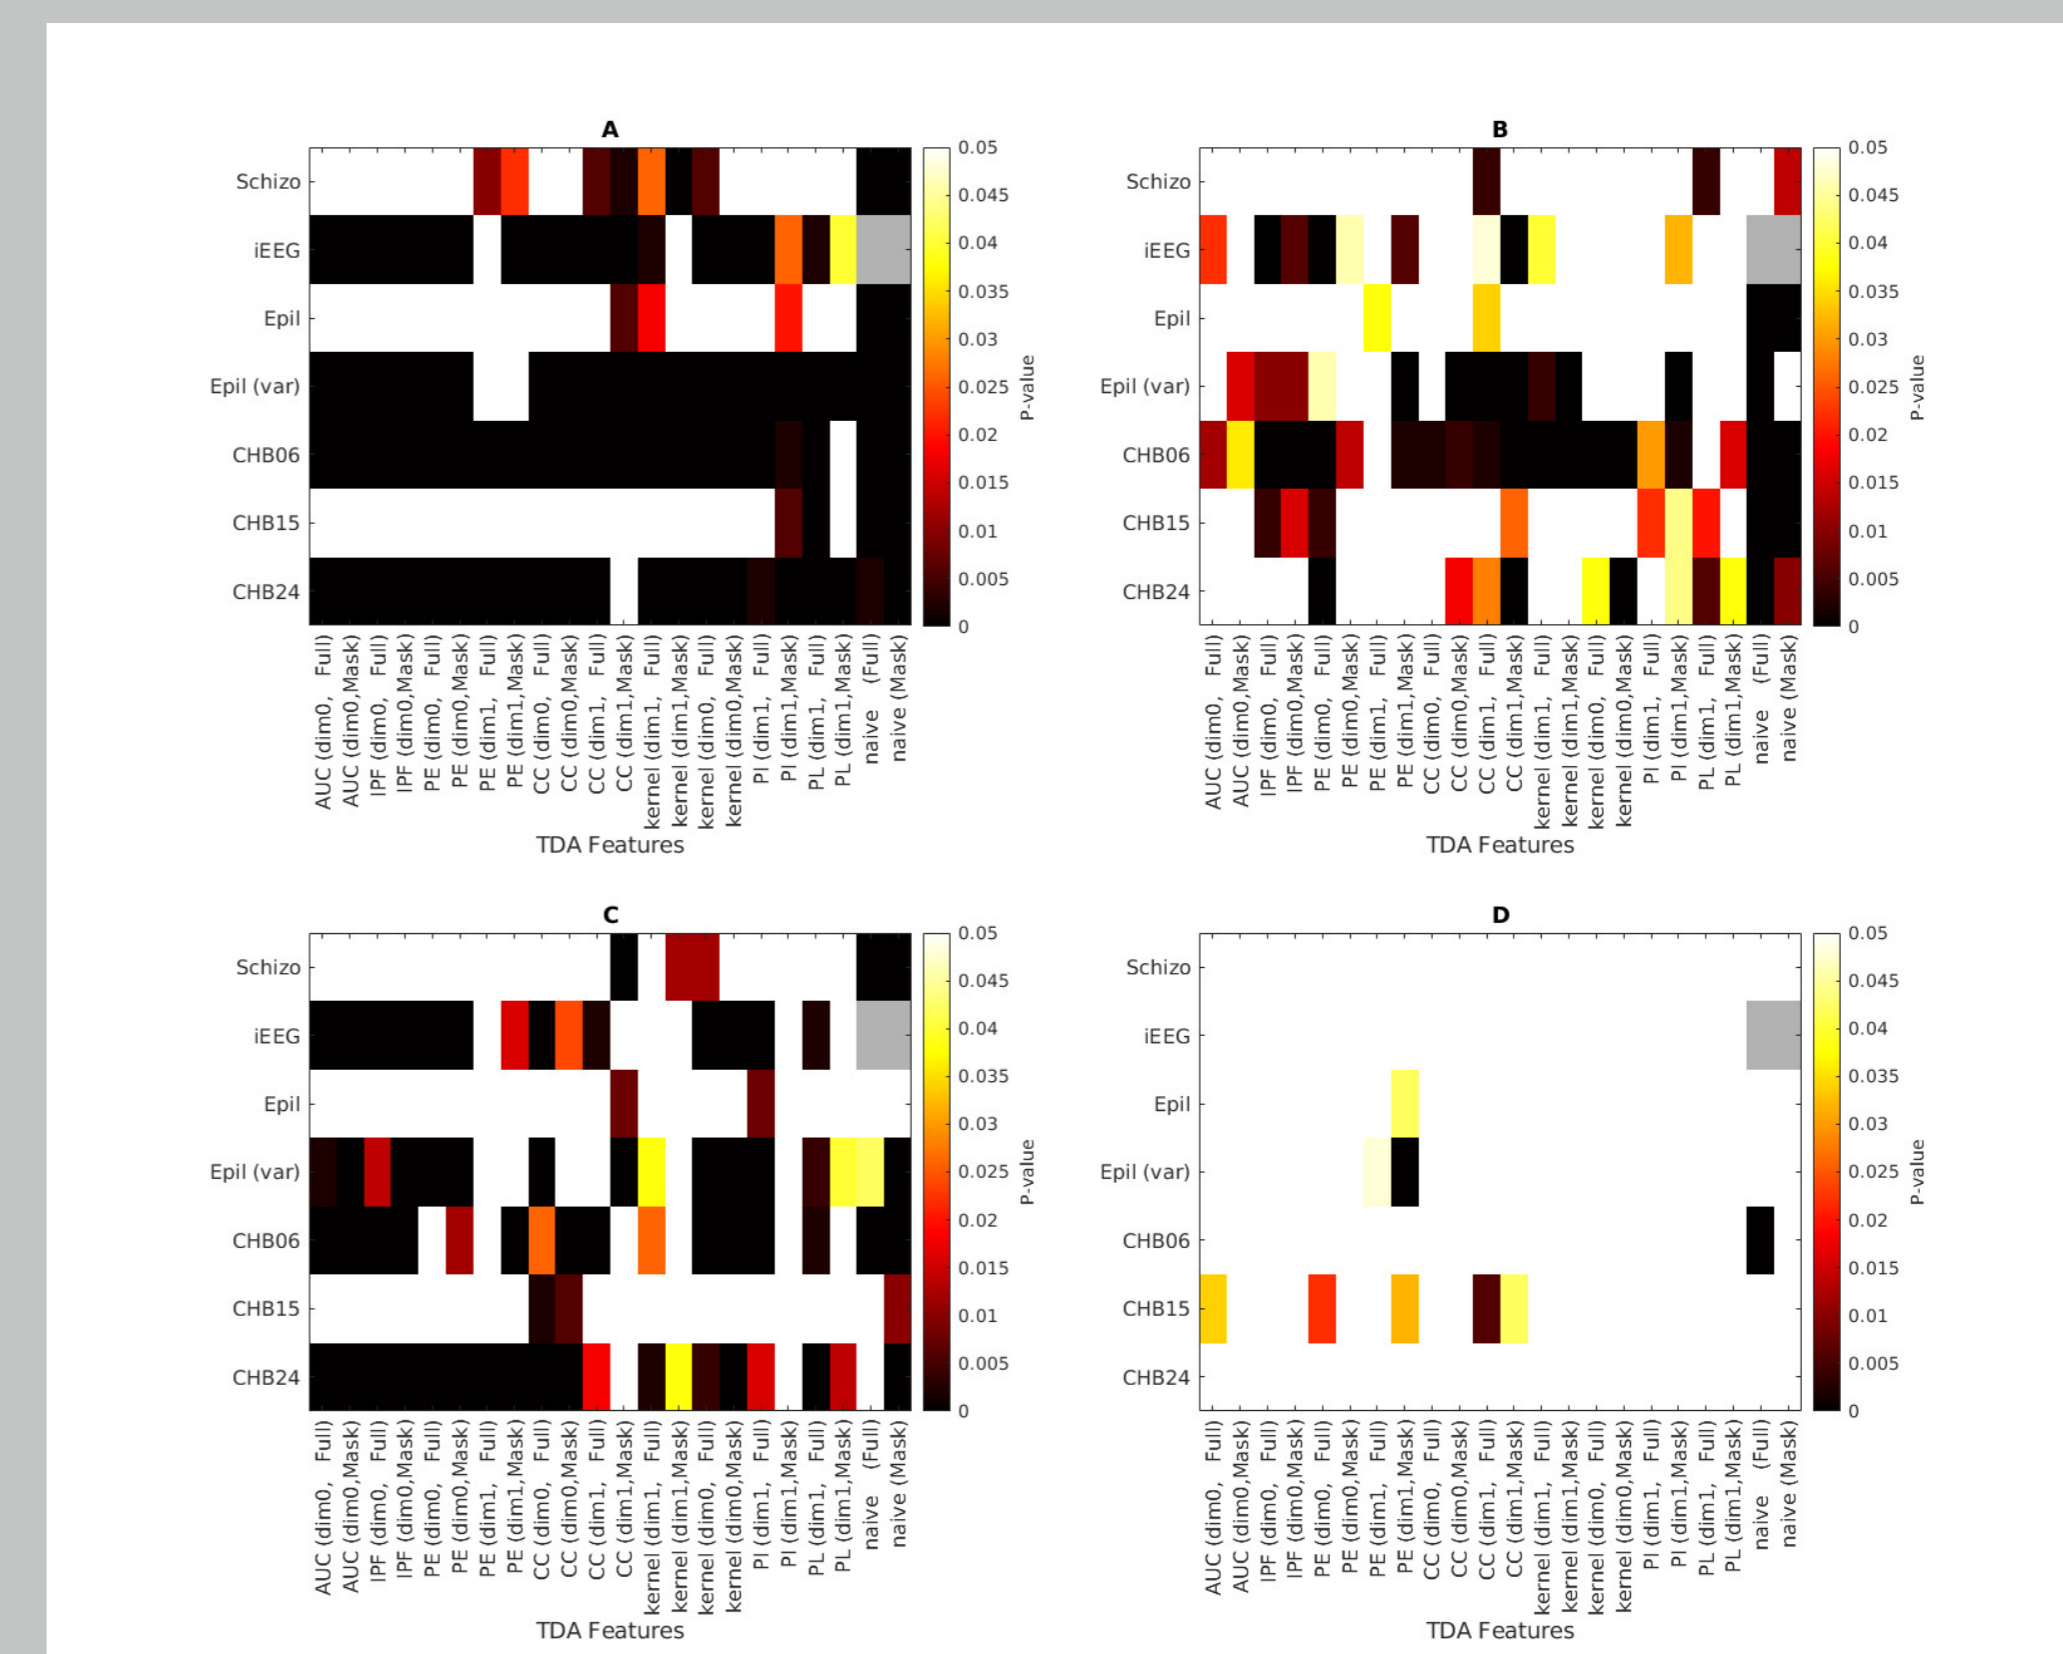 A
Schizo
iEEG
Epil
Epil (var)
CHB06
CHB15
CHB24
0.05
0.045
0.04
0.035
0.03
0.025
0.02
0.015
0.01
0.005
0
P-value
AUC (dim0, Full)
AUC (dim0,Mask)
IPF (dim0, Full)
IPF (dim0,Mask)
PE (dim0, Full)
PE (dim0,Mask)
PE (dim1, Full)
PE (dim1,Mask)
CC (dim0, Full)
CC (dim0,Mask)
CC (dim1, Full)
CC (dim1,Mask)
kernel (dim1, Full)
kernel (dim1,Mask)
kernel (dim0, Full)
kernel (dim0,Mask)
PI (dim1, Full)
PI (dim1,Mask)
PL (dim1, Full)
PL (dim1,Mask)
naive (Full)
naive (Mask)
TDA Features
B
Schizo
iEEG
Epil
Epil (var)
CHB06
CHB15
CHB24
0.05
0.045
0.04
0.035
0.03
0.025
0.02
0.015
0.01
0.005
0
P-value
AUC (dim0, Full)
AUC (dim0,Mask)
IPF (dim0, Full)
IPF (dim0,Mask)
PE (dim0, Full)
PE (dim0,Mask)
PE (dim1, Full)
PE (dim1,Mask)
CC (dim0, Full)
CC (dim0,Mask)
CC (dim1, Full)
CC (dim1,Mask)
kernel (dim1, Full)
kernel (dim1,Mask)
kernel (dim0, Full)
kernel (dim0,Mask)
PI (dim1, Full)
PI (dim1,Mask)
PL (dim1, Full)
PL (dim1,Mask)
naive (Full)
naive (Mask)
TDA Features
C
Schizo
iEEG
Epil
Epil (var)
CHB06
CHB15
CHB24
0.05
0.045
0.04
0.035
0.03
0.025
0.02
0.015
0.01
0.005
0
P-value
AUC (dim0, Full)
AUC (dim0,Mask)
IPF (dim0, Full)
IPF (dim0,Mask)
PE (dim0, Full)
PE (dim0,Mask)
PE (dim1, Full)
PE (dim1,Mask)
CC (dim0, Full)
CC (dim0,Mask)
CC (dim1, Full)
CC (dim1,Mask)
kernel (dim1, Full)
kernel (dim1,Mask)
kernel (dim0, Full)
kernel (dim0,Mask)
PI (dim1, Full)
PI (dim1,Mask)
PL (dim1, Full)
PL (dim1,Mask)
naive (Full)
naive (Mask)
TDA Features
D
Schizo
iEEG
Epil
Epil (var)
CHB06
CHB15
CHB24
0.05
0.045
0.04
0.035
0.03
0.025
0.02
0.015
0.01
0.005
0
P-value
AUC (dim0, Full)
AUC (dim0,Mask)
IPF (dim0, Full)
IPF (dim0,Mask)
PE (dim0, Full)
PE (dim0,Mask)
PE (dim1, Full)
PE (dim1,Mask)
CC (dim0, Full)
CC (dim0,Mask)
CC (dim1, Full)
CC (dim1,Mask)
kernel (dim1, Full)
kernel (dim1,Mask)
kernel (dim0, Full)
kernel (dim0,Mask)
PI (dim1, Full)
PI (dim1,Mask)
PL (dim1, Full)
PL (dim1,Mask)
naive (Full)
naive (Mask)
TDA Features